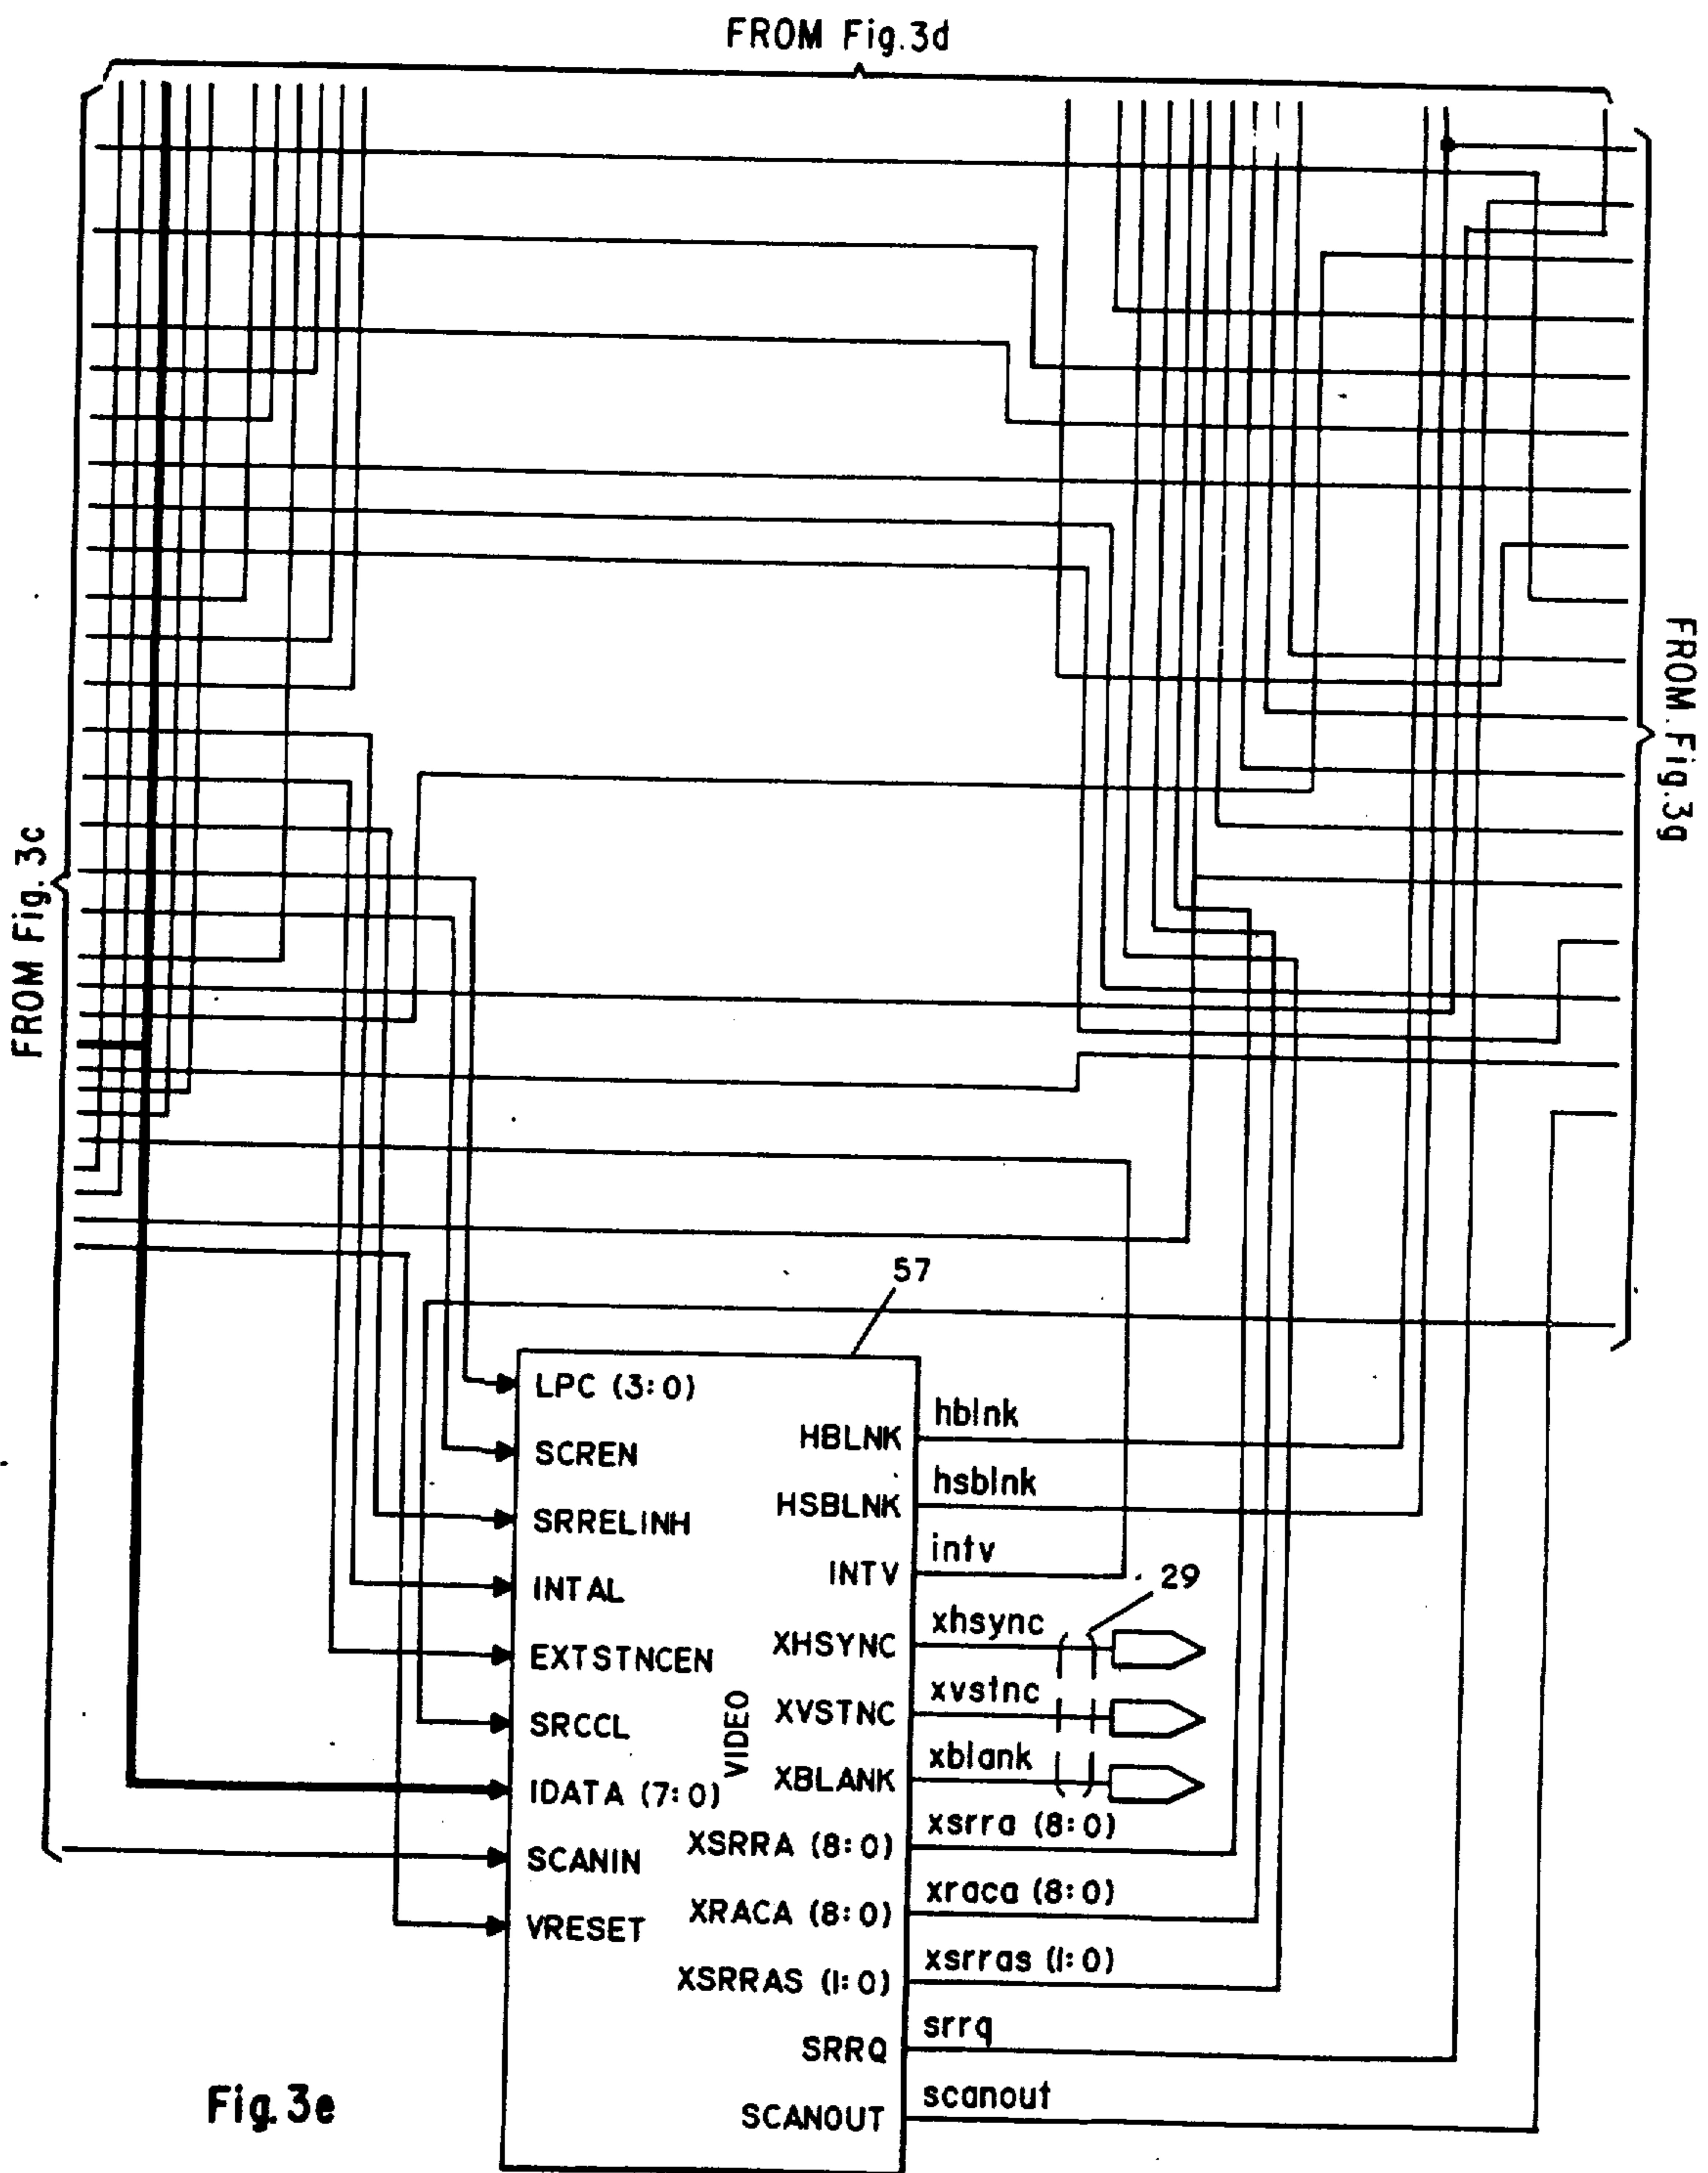 FROM Fig.3d
FROM Fig.3c
FROM Fig.3g
57
LPC (3:0)
SCREN
SRRELINH
INTAL
EXTSTNCEN
SRCCL
IDATA (7:0)
SCANIN
VRESET
VIDEO
HBLNK
hblnk
HSBLNK
hsblnk
INTV
intv
29
XHSYNC
xhsync
XVSTNC
xvstnc
XBLANK
xblank
XSRRA (8:0)
xsrra (8:0)
XRACA (8:0)
xraca (8:0)
XSRRAS (1:0)
xsrras (1:0)
SRRQ
srrq
SCANOUT
scanout
Fig. 3e